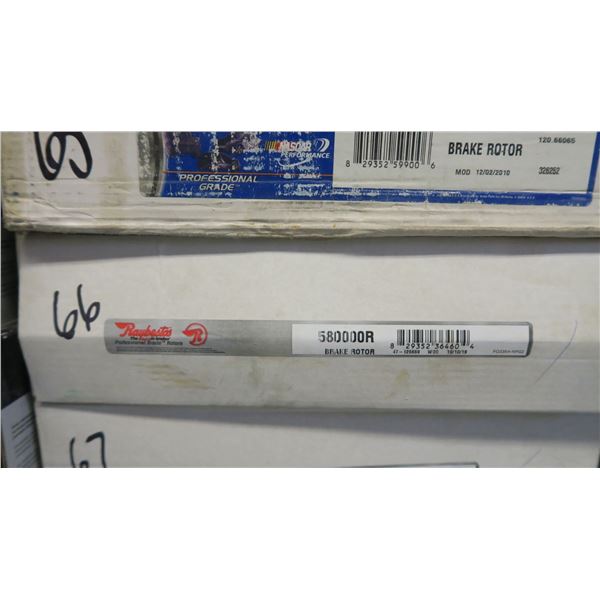 65
NASCAR
PERFORMANCE
PROFESSIONAL
GRADE
8 29352 59900 6
BRAKE ROTOR
120.66065
MOD 12/02/2010
326252
66
Raybestos
Professional Grade™ Rotors
580000R
BRAKE ROTOR
8 29352 36460 4
67